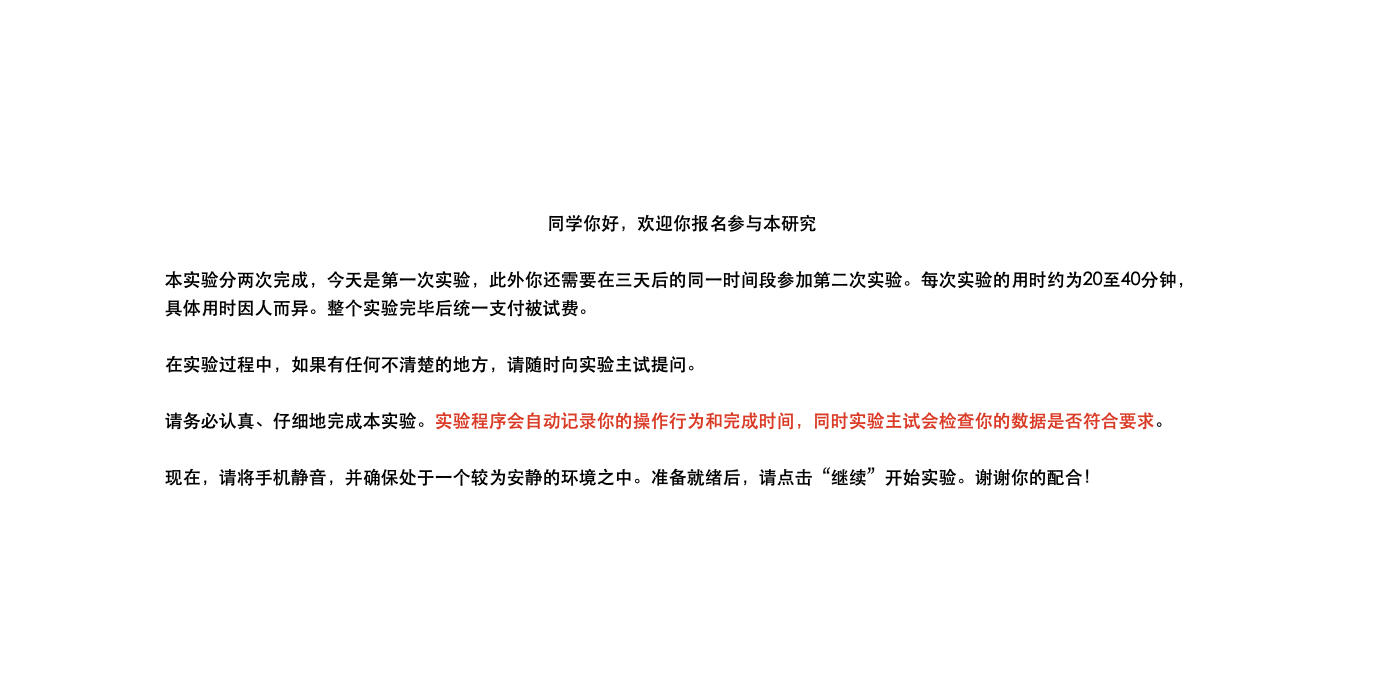 同学你好，欢迎你报名参与本研究
本实验分两次完成，今天是第一次实验，此外你还需要在三天后的同一时间段参加第二次实验。每次实验的用时约为20至40分钟，
具体用时因人而异。整个实验完毕后统一支付被试费。
在实验过程中，如果有任何不清楚的地方，请随时向实验主试提问。
请务必认真、仔细地完成本实验。实验程序会自动记录你的操作行为和完成时间，同时实验主试会检查你的数据是否符合要求。
现在，请将手机静音，并确保处于一个较为安静的环境之中。准备就绪后，请点击“继续”开始实验。谢谢你的配合！